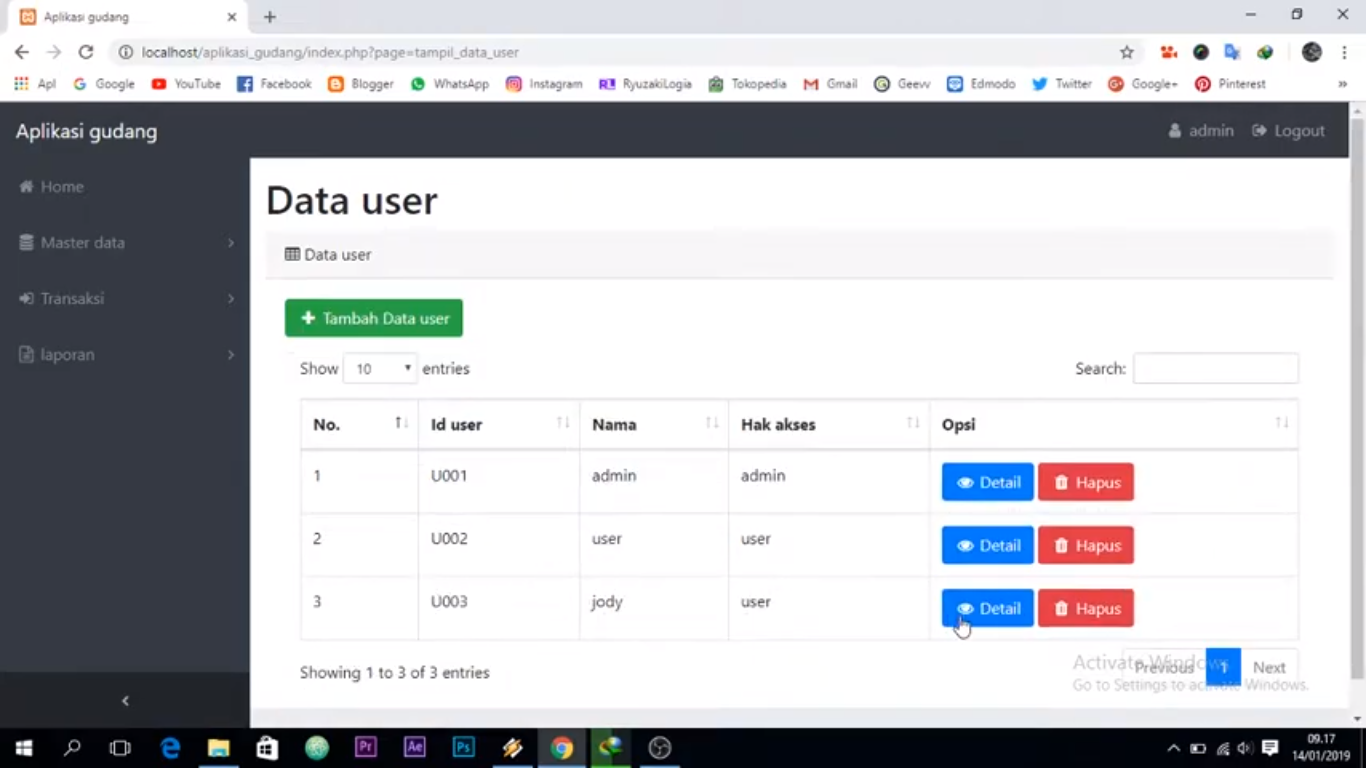 Aplikasi gudang
localhost/aplikasi_gudang/index.php?page=tampil_data_user
Apl Google YouTube Facebook Blogger WhatsApp Instagram RyuzakiLogia Tokopedia Gmail Geevv Edmodo Twitter Google+ Pinterest »
Aplikasi gudang admin Logout
Home
Master data
Transaksi
laporan
Data user
Data user
Tambah Data user
Show 10 entries Search:
No. Id user Nama Hak akses Opsi
1 U001 admin admin Detail Hapus
2 U002 user user Detail Hapus
3 U003 jody user Detail Hapus
Showing 1 to 3 of 3 entries Previous 1 Next
Activate Windows
Go to Settings to activate Windows.
Pr Ae Ps
09.17
14/01/2019